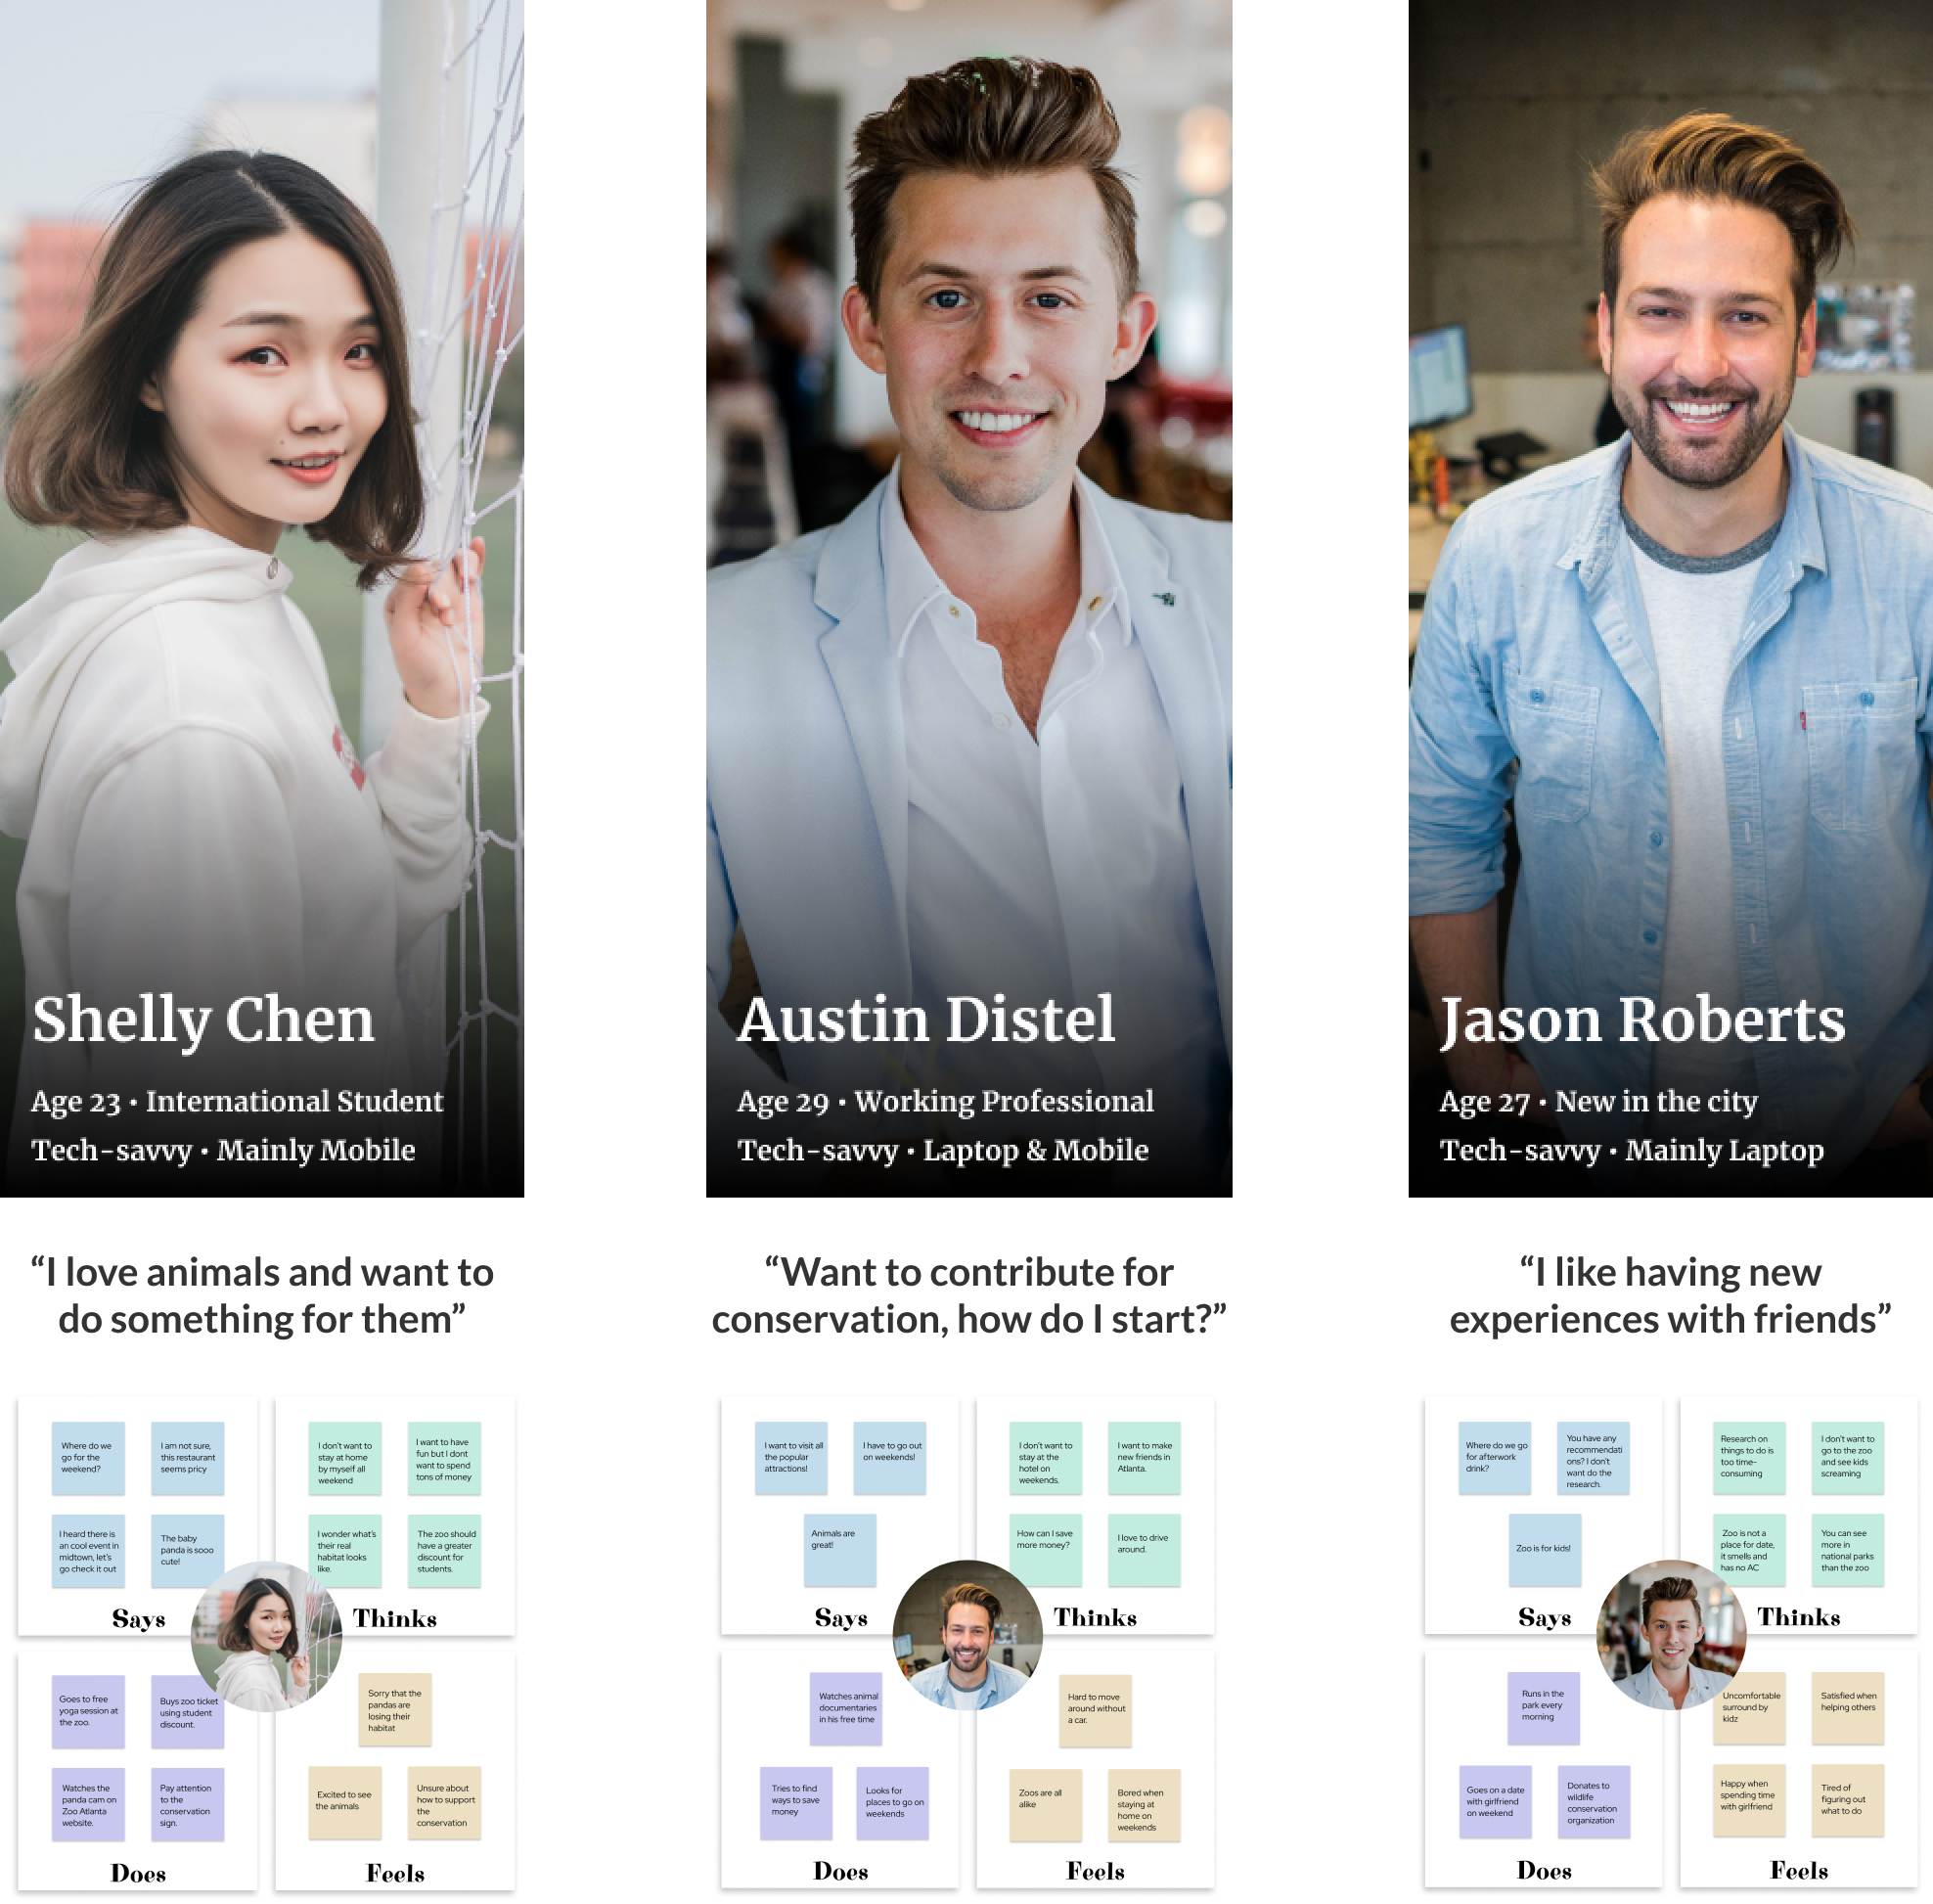 Shelly Chen
Age 23 • International Student
Tech-savvy • Mainly Mobile
“I love animals and want to
do something for them”
Where do we
go for the
weekend?
I am not sure,
this restaurant
seems pricy
I heard there is
an cool event in
midtown, let's
go check it out
The baby
panda is sooo
cute!
Says
I don't want to
stay at home
by myself all
weekend
I want to have
fun but I dont
want to spend
tons of money
I wonder what's
their real
habitat looks
like.
The zoo should
have a greater
discount for
students.
Thinks
Goes to free
yoga session at
the zoo.
Buys zoo ticket
using student
discount.
Watches the
panda cam on
Zoo Atlanta
website.
Pay attention
to the
conservation
sign.
Does
Sorry that the
pandas are
losing their
habitat
Excited to see
the animals
Unsure about
how to support
the
conservation
Feels
Austin Distel
Age 29 • Working Professional
Tech-savvy • Laptop & Mobile
“Want to contribute for
conservation, how do I start?”
I want to visit all
the popular
attractions!
I have to go out
on weekends!
Animals are
great!
Says
I don't want to
stay at the
hotel on
weekends.
I want to make
new friends in
Atlanta.
How can I save
more money?
I love to drive
around.
Thinks
Watches animal
documentaries
in his free time
Tries to find
ways to save
money
Looks for
places to go on
weekends
Does
Hard to move
around without
a car.
Zoos are all
alike
Bored when
staying at
home on
weekends
Feels
Jason Roberts
Age 27 • New in the city
Tech-savvy • Mainly Laptop
“I like having new
experiences with friends”
Where do we go
for afterwork
drink?
You have any
recommendati
ons? I don't
want do the
research.
Zoo is for kids!
Says
Research on
things to do is
too time-
consuming
I don't want to
go to the zoo
and see kids
screaming
Zoo is not a
place for date,
it smells and
has no AC
You can see
more in
national parks
than the zoo
Thinks
Runs in the
park every
morning
Goes on a date
with girlfriend
on weekend
Donates to
wildlife
conservation
organization
Does
Uncomfortable
surround by
kidz
Satisfied when
helping others
Happy when
spending time
with girlfriend
Tired of
figuring out
what to do
Feels